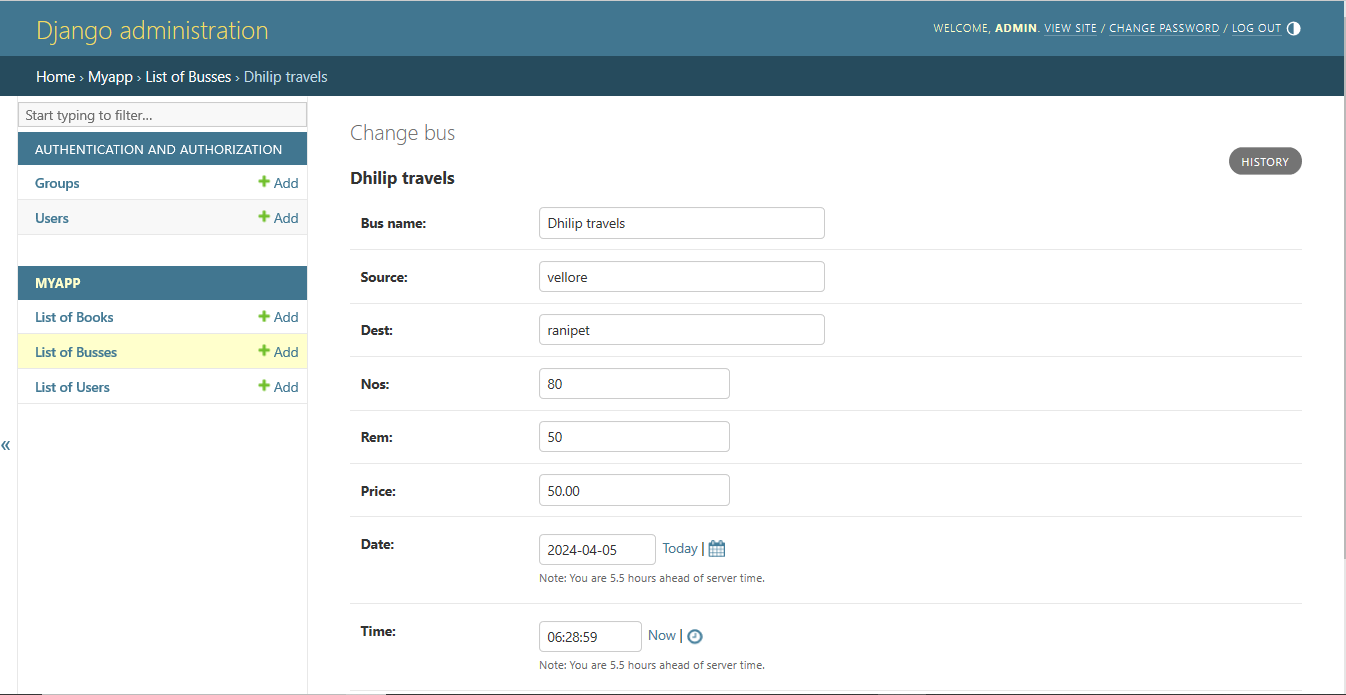 Django administration
WELCOME, ADMIN. VIEW SITE / CHANGE PASSWORD / LOG OUT
Home › Myapp › List of Busses › Dhilip travels
Start typing to filter...
AUTHENTICATION AND AUTHORIZATION
Groups + Add
Users + Add
MYAPP
List of Books + Add
List of Busses + Add
List of Users + Add
«
Change bus
HISTORY
Dhilip travels
Bus name: Dhilip travels
Source: vellore
Dest: ranipet
Nos: 80
Rem: 50
Price: 50.00
Date: 2024-04-05 Today |
Note: You are 5.5 hours ahead of server time.
Time: 06:28:59 Now |
Note: You are 5.5 hours ahead of server time.